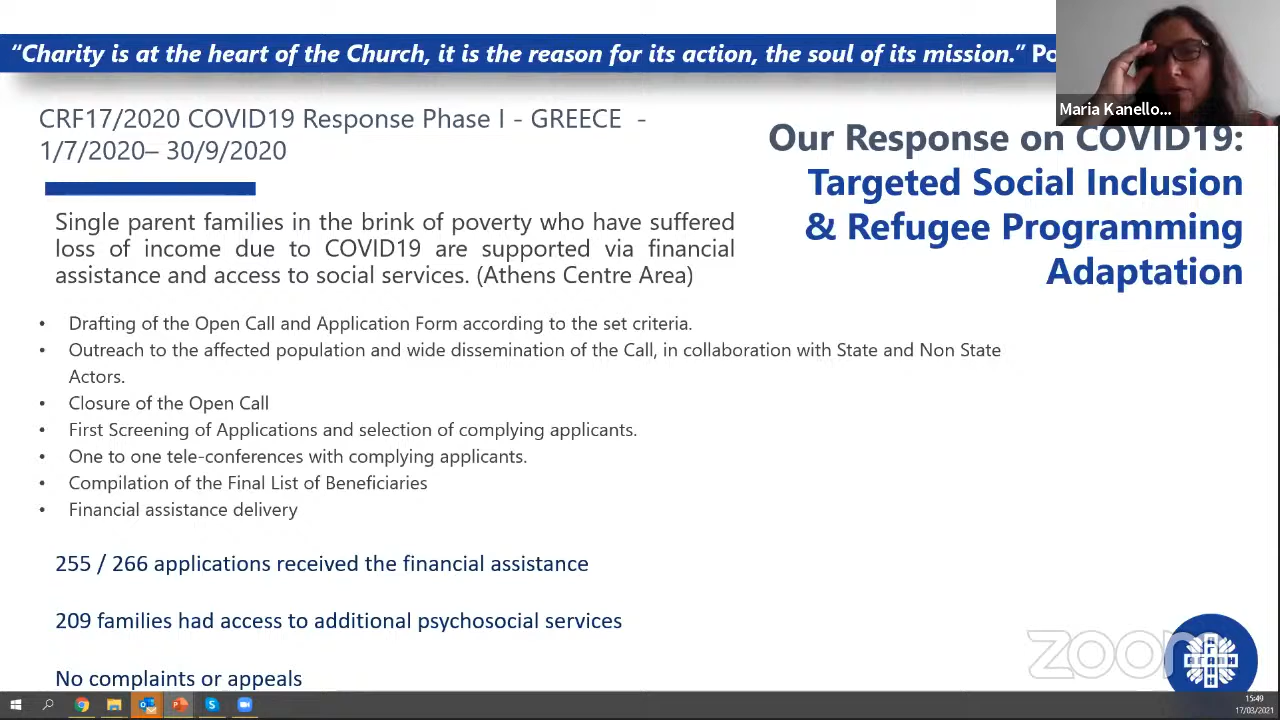 “Charity is at the heart of the Church, it is the reason for its action, the soul of its mission.” Po
Maria Kanello...
CRF17/2020 COVID19 Response Phase I - GREECE -
1/7/2020– 30/9/2020
Our Response on COVID19:
Targeted Social Inclusion
& Refugee Programming
Adaptation
Single parent families in the brink of poverty who have suffered
loss of income due to COVID19 are supported via financial
assistance and access to social services. (Athens Centre Area)
• Drafting of the Open Call and Application Form according to the set criteria.
• Outreach to the affected population and wide dissemination of the Call, in collaboration with State and Non State
Actors.
• Closure of the Open Call
• First Screening of Applications and selection of complying applicants.
• One to one tele-conferences with complying applicants.
• Compilation of the Final List of Beneficiaries
• Financial assistance delivery
255 / 266 applications received the financial assistance
209 families had access to additional psychosocial services
No complaints or appeals
zoom
15:49
17/03/2021